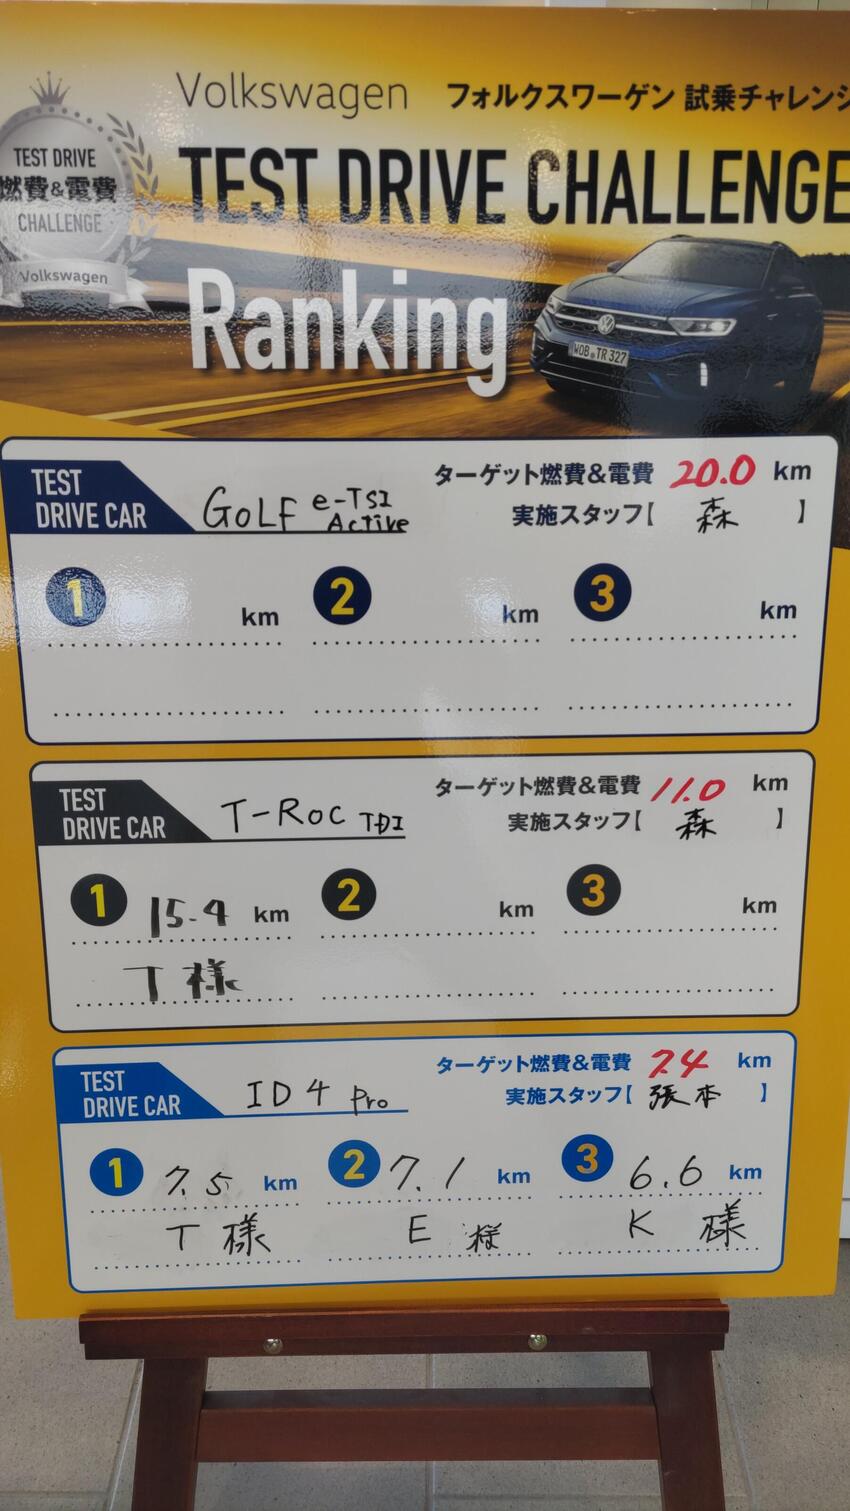 Volkswagen フォルクスワーゲン 試乗チャレンジ
TEST DRIVE
燃費&電費
CHALLENGE
Volkswagen
TEST DRIVE CHALLENGE
Ranking
WOB TR 327
TEST
DRIVE CAR
GOLF e-TSI
Active
ターゲット燃費&電費 20.0 km
実施スタッフ【 森 】
1 km 2 km 3 km
TEST
DRIVE CAR
T-Roc TDI
ターゲット燃費&電費 11.0 km
実施スタッフ【 森 】
1 15.4 km 2 km 3 km
T 様
TEST
DRIVE CAR
ID 4 Pro
ターゲット燃費&電費 7.4 km
実施スタッフ【 張本 】
1 7.5 km 2 7.1 km 3 6.6 km
T 様 E 様 K 様